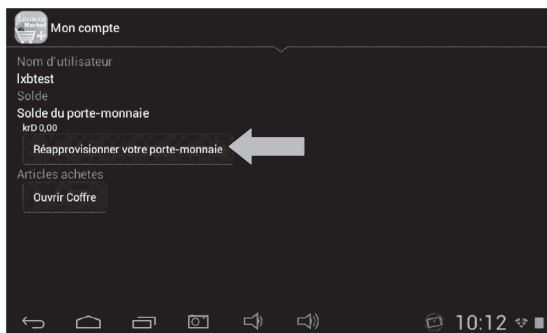 Mon compte
Nom d'utilisateur
lxbtest
Solde
Solde du porte-monnaie
krD 0,00
Réapprovisionner votre porte-monnaie
Articles achetes
Ouvrir Coffre
10:12